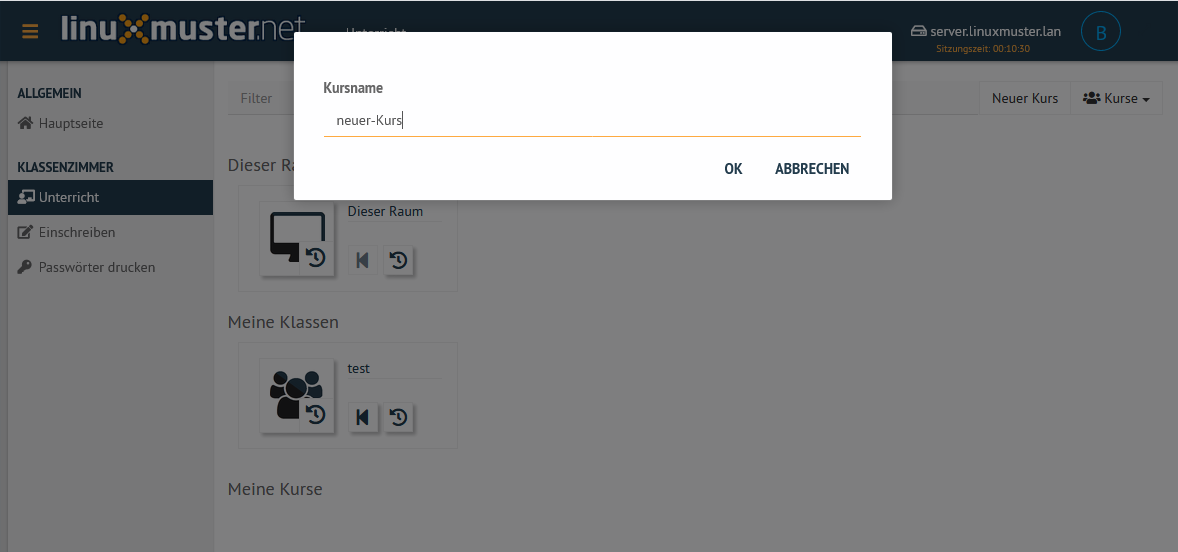 linuxmuster.net
Unterricht
server.linuxmuster.lan
Sitzungszeit: 00:10:30
B
Kursname
neuer-Kurs
OK ABBRECHEN
ALLGEMEIN
Hauptseite
KLASSENZIMMER
Unterricht
Einschreiben
Passwörter drucken
Filter
Neuer Kurs
Kurse
Dieser Ra
Dieser Raum
Meine Klassen
test
Meine Kurse